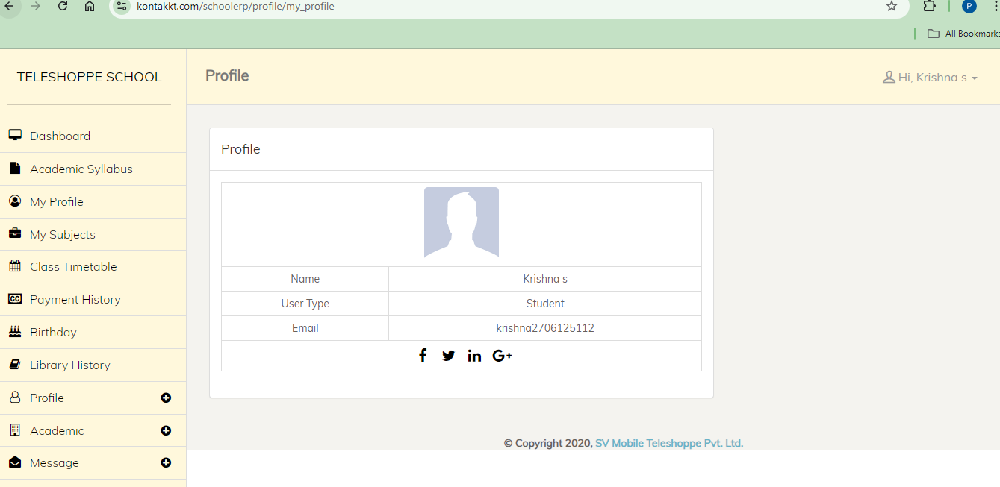 kontakkt.com/schoolerp/profile/my_profile
P
All Bookmarks
TELESHOPPE SCHOOL
Profile
Hi, Krishna s
Dashboard
Academic Syllabus
My Profile
My Subjects
Class Timetable
Payment History
Birthday
Library History
Profile
Academic
Message
Profile
Name Krishna s
User Type Student
Email krishna2706125112
© Copyright 2020, SV Mobile Teleshoppe Pvt. Ltd.